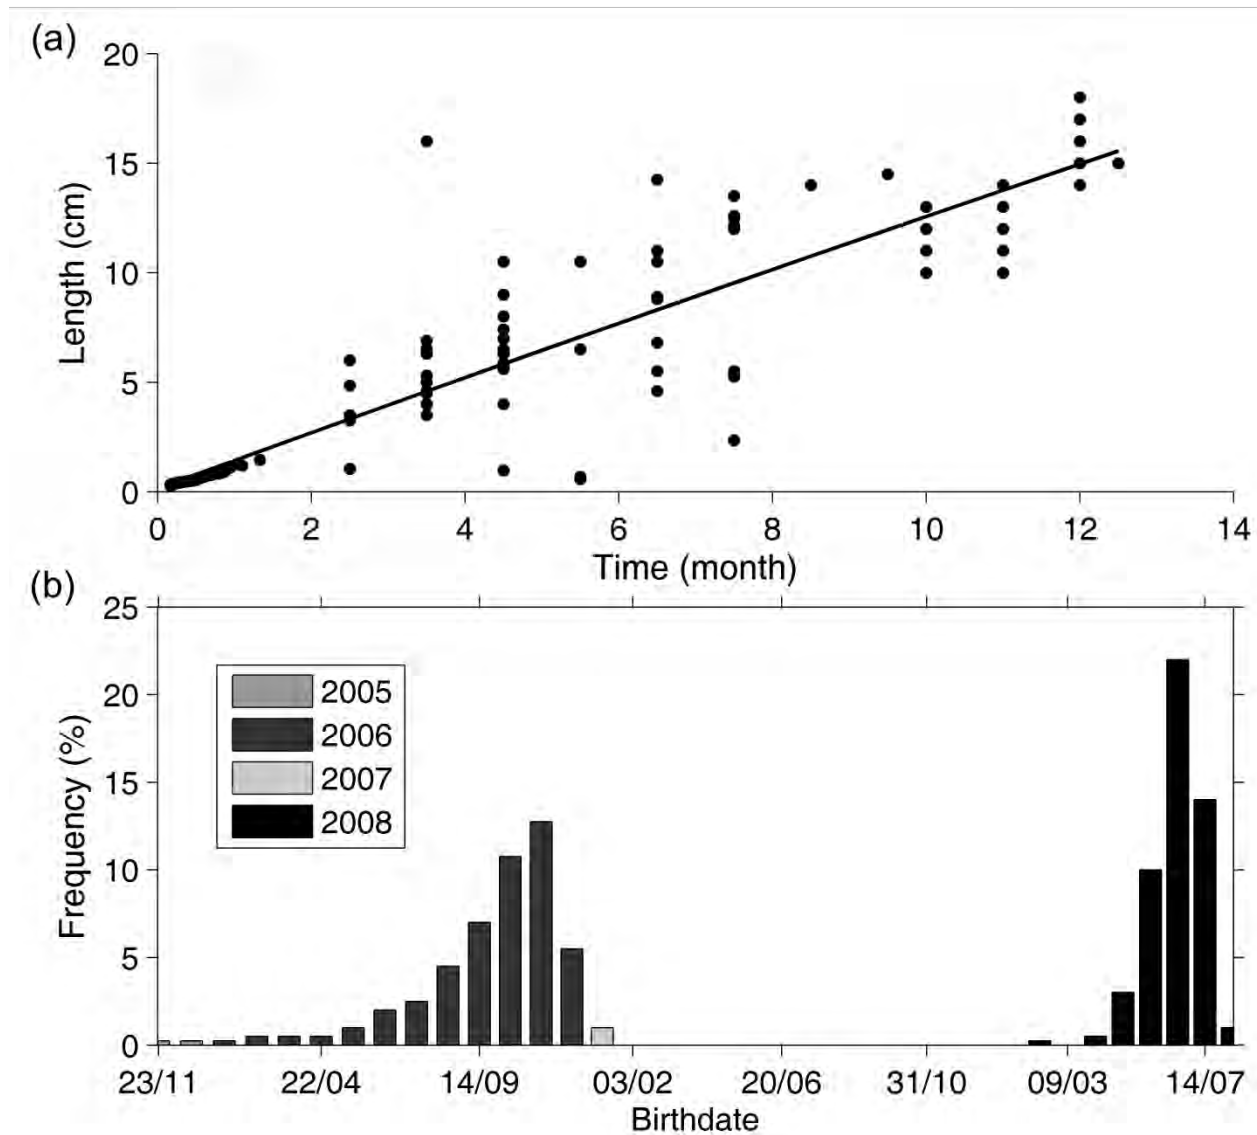 (a)
20
15
10
5
0
Length (cm)
0 2 4 6 8 10 12 14
Time (month)
(b)
25
20
15
10
5
0
Frequency (%)
2005
2006
2007
2008
23/11 22/04 14/09 03/02 20/06 31/10 09/03 14/07
Birthdate